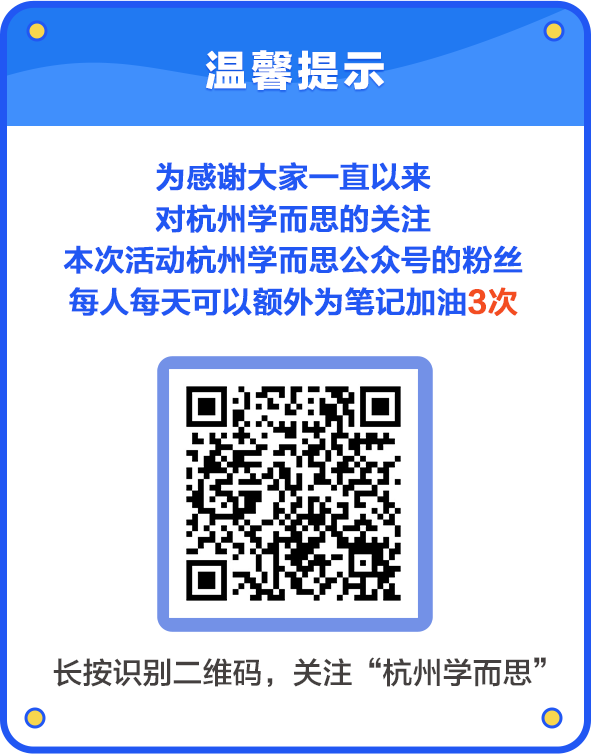 温馨提示
为感谢大家一直以来
对杭州学而思的关注
本次活动杭州学而思公众号的粉丝
每人每天可以额外为笔记加油3次
长按识别二维码，关注“杭州学而思”